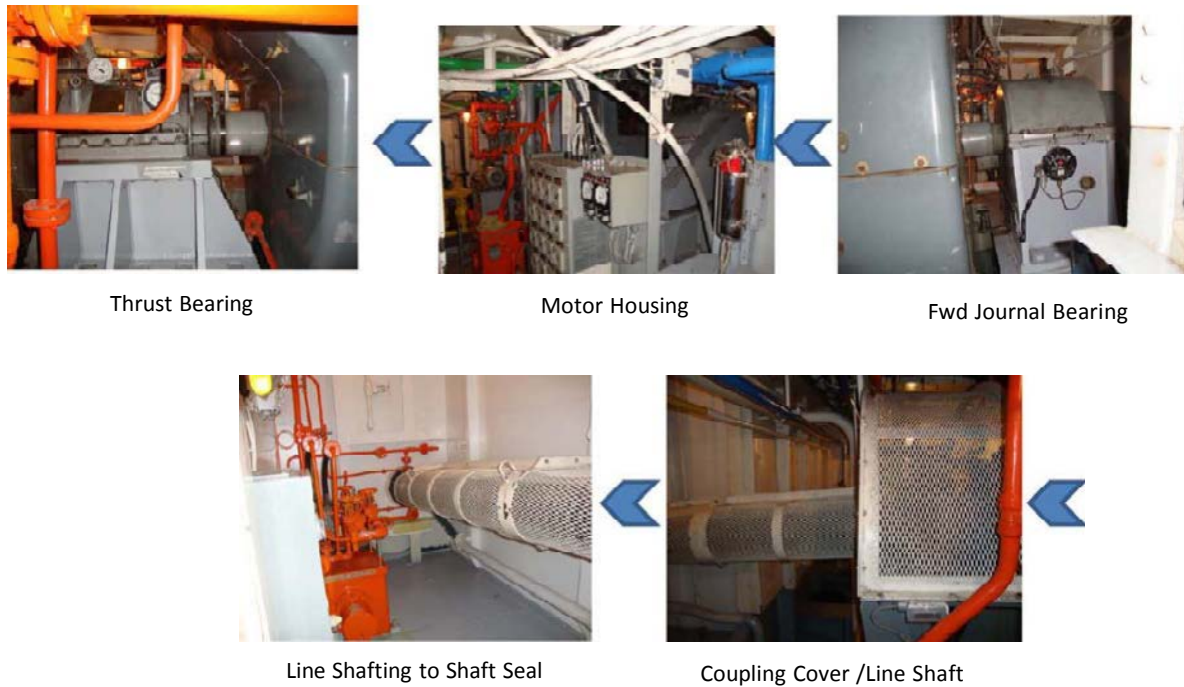 Thrust Bearing
Motor Housing
Fwd Journal Bearing
Line Shafting to Shaft Seal
Coupling Cover /Line Shaft